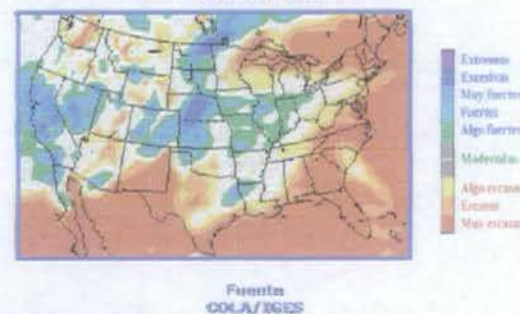 Extremas
Excesivas
Muy fuertes
Fuertes
Algo fuertes
Moderadas
Algo escasas
Escasas
Muy escasas
Fuente
COLA/IGES